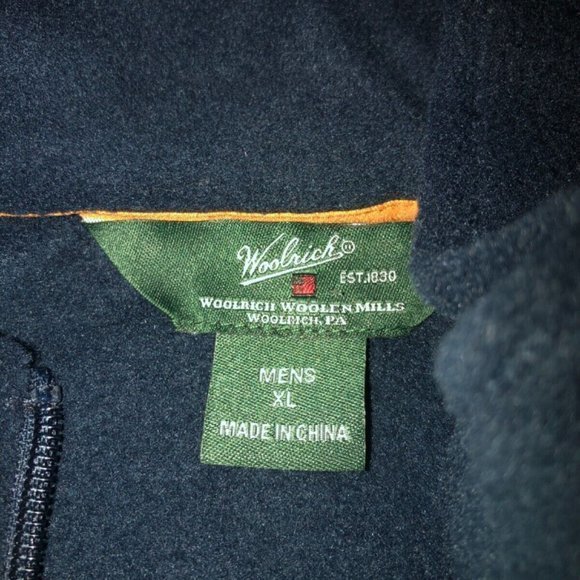 Woolrich®
EST.1830
WOOLRICH WOOLEN MILLS
WOOLRICH, PA
MENS
XL
MADE IN CHINA